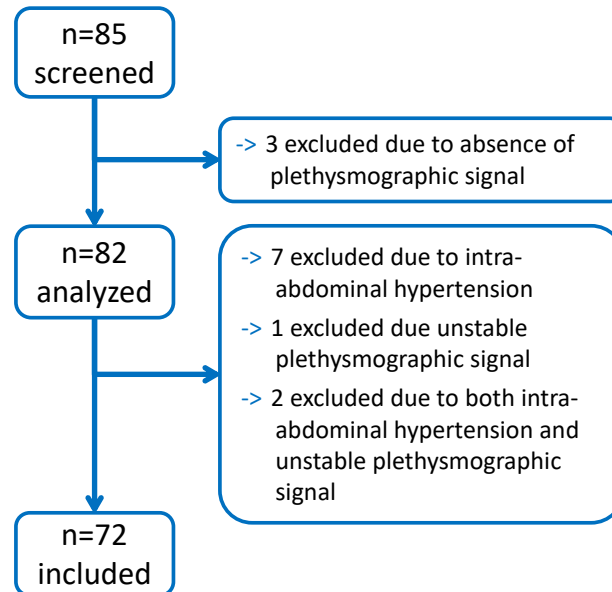 n=85
screened
-> 3 excluded due to absence of
plethysmographic signal
n=82
analyzed
-> 7 excluded due to intra-
abdominal hypertension
-> 1 excluded due unstable
plethysmographic signal
-> 2 excluded due to both intra-
abdominal hypertension and
unstable plethysmographic
signal
n=72
included